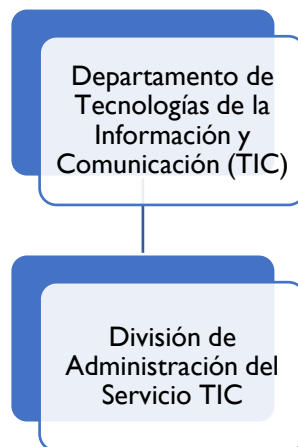 Departamento de
Tecnologías de la
Información y
Comunicación (TIC)
División de
Administración del
Servicio TIC